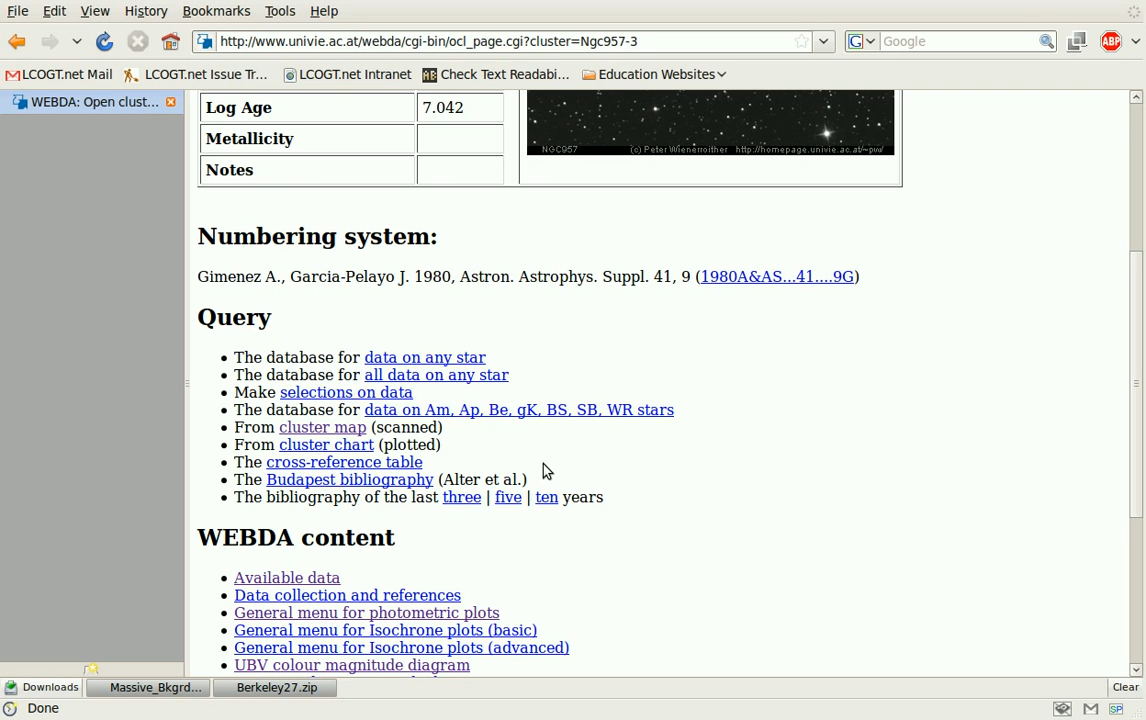 File Edit View History Bookmarks Tools Help
http://www.univie.ac.at/webda/cgi-bin/ocl_page.cgi?cluster=Ngc957-3 Google
LCOGT.net Mail LCOGT.net Issue Tr... LCOGT.net Intranet Check Text Readabi... Education Websites
WEBDA: Open clust...
Log Age 7.042
Metallicity
Notes
NGC957 (c) Peter Wienerroither http://homepage.univie.ac.at/~pw/
Numbering system:
Gimenez A., Garcia-Pelayo J. 1980, Astron. Astrophys. Suppl. 41, 9 (1980A&AS...41....9G)
Query
• The database for data on any star
• The database for all data on any star
• Make selections on data
• The database for data on Am, Ap, Be, gK, BS, SB, WR stars
• From cluster map (scanned)
• From cluster chart (plotted)
• The cross-reference table
• The Budapest bibliography (Alter et al.)
• The bibliography of the last three | five | ten years
WEBDA content
• Available data
• Data collection and references
• General menu for photometric plots
• General menu for Isochrone plots (basic)
• General menu for Isochrone plots (advanced)
• UBV colour magnitude diagram
Downloads Massive_Bkgrd... Berkeley27.zip Clear
Done SP